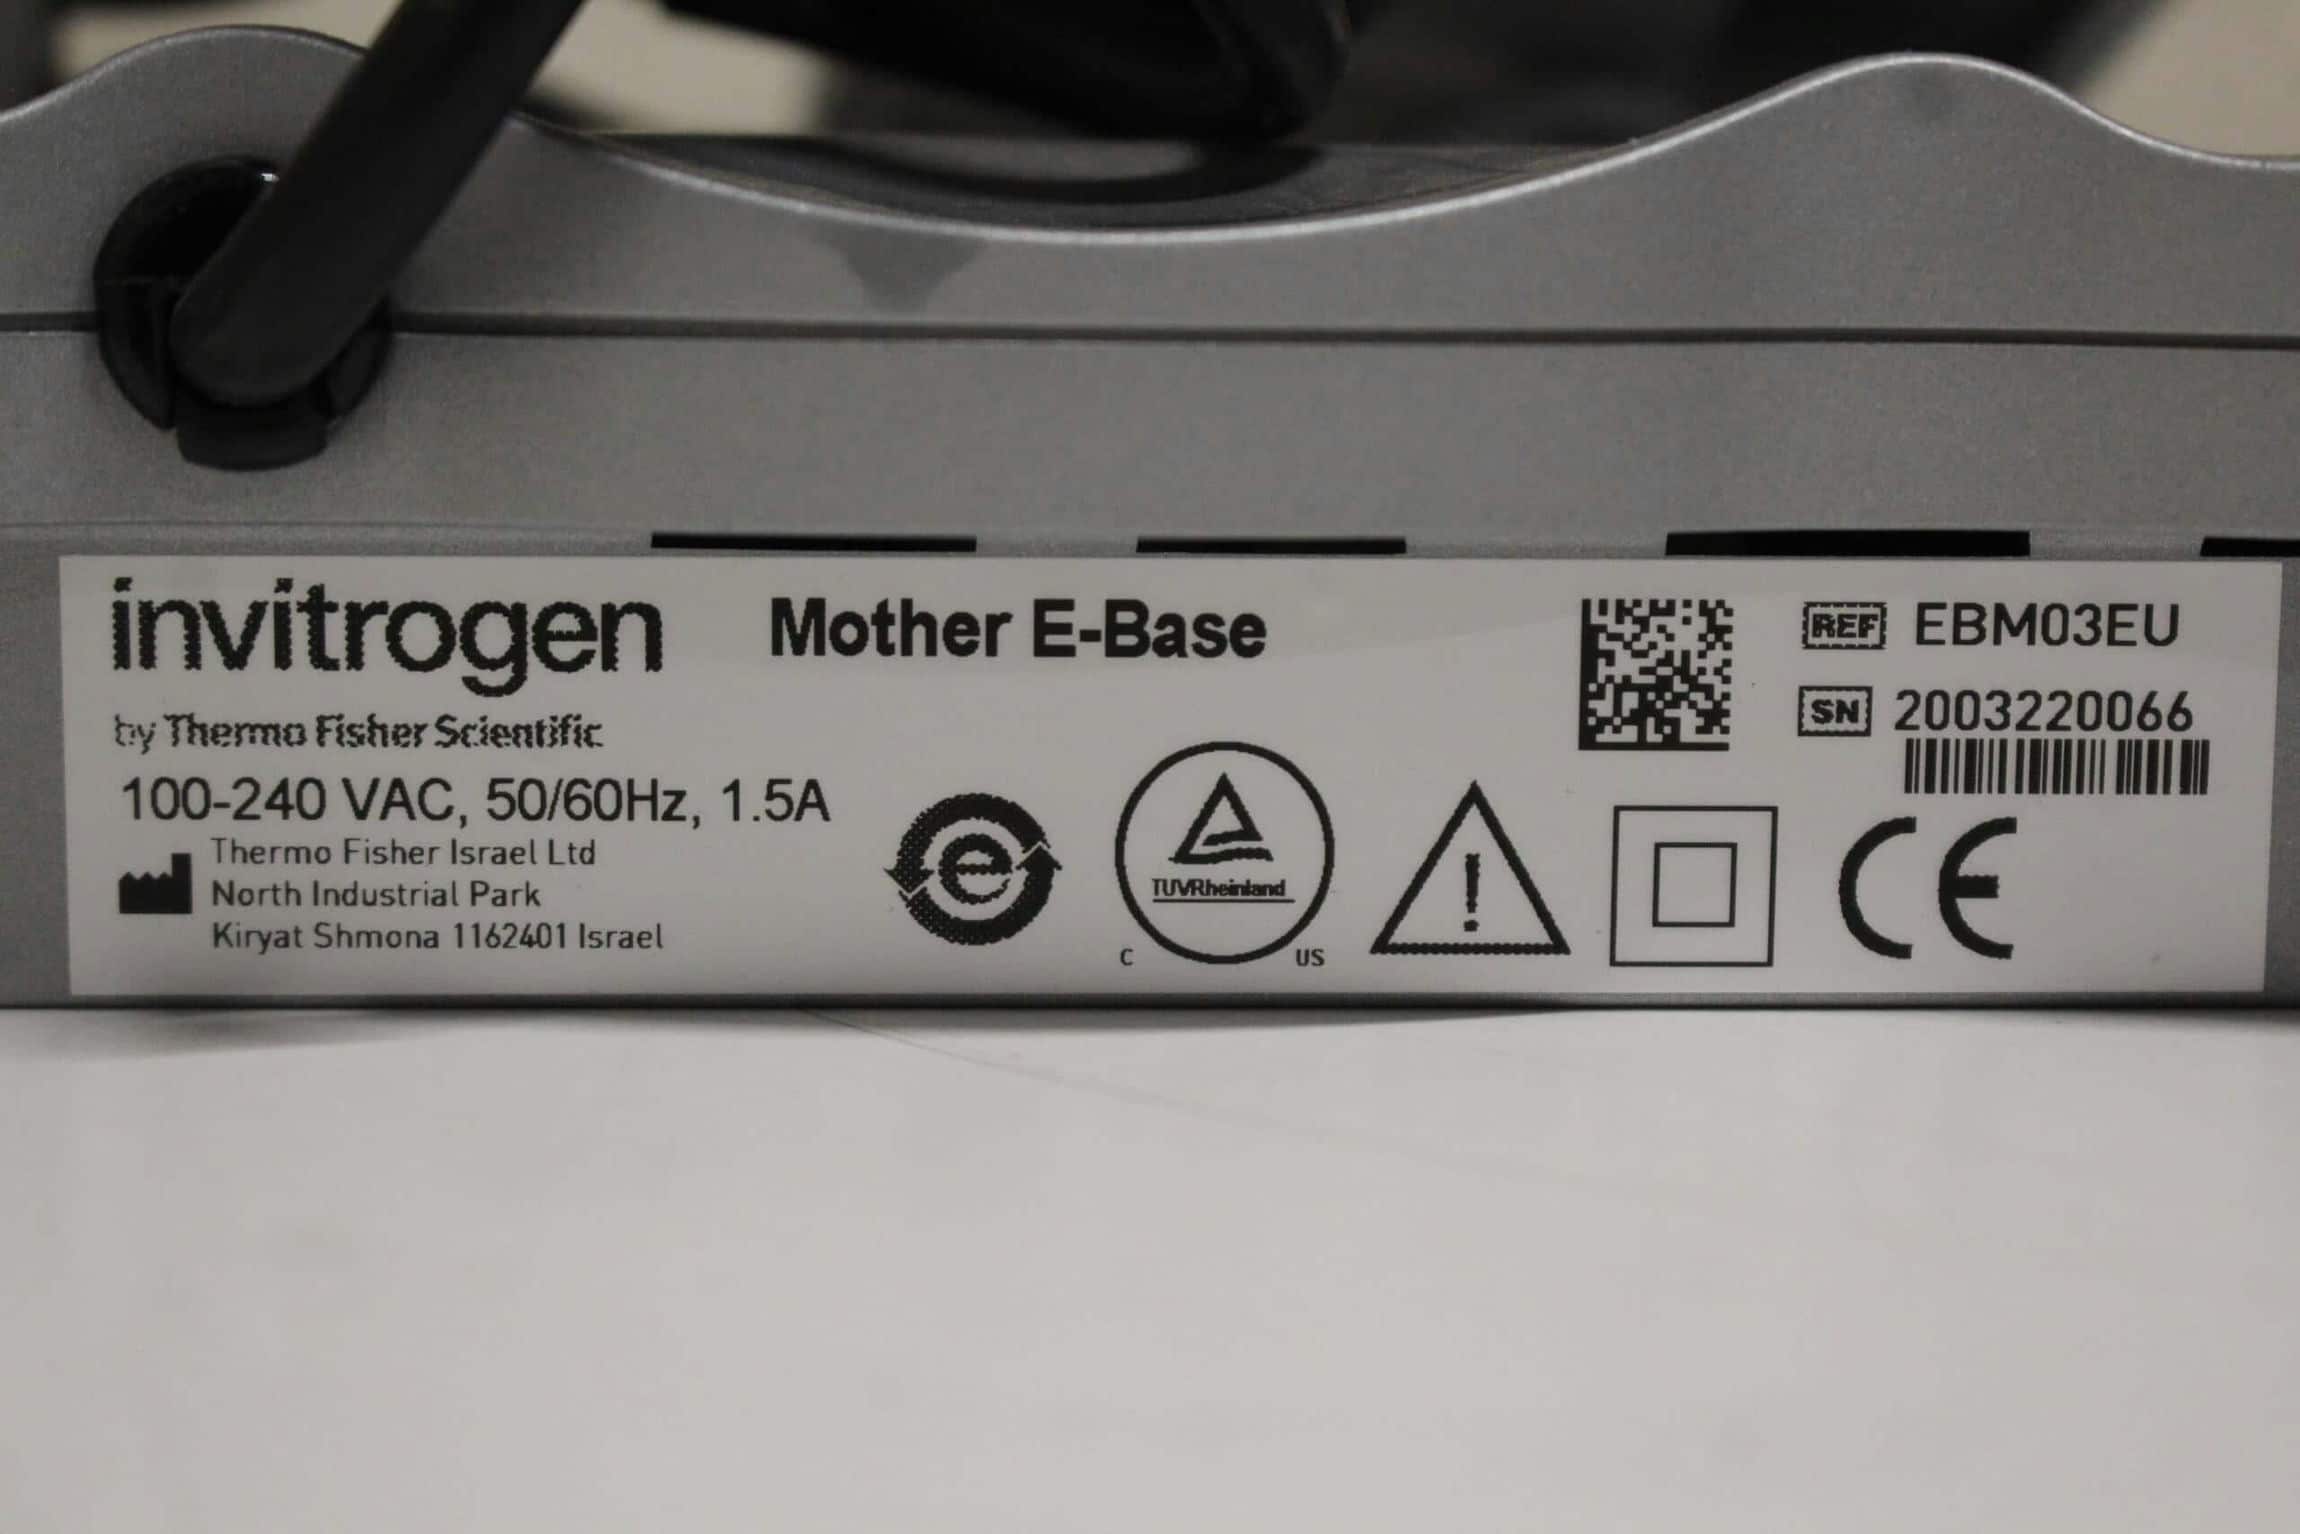 invitrogen
by Thermo Fisher Scientific
Mother E-Base
REF EBM03EU
SN 2003220066
100-240 VAC, 50/60Hz, 1.5A
Thermo Fisher Israel Ltd
North Industrial Park
Kiryat Shmona 1162401 Israel
e
TUVRheinland
C US
!
CE